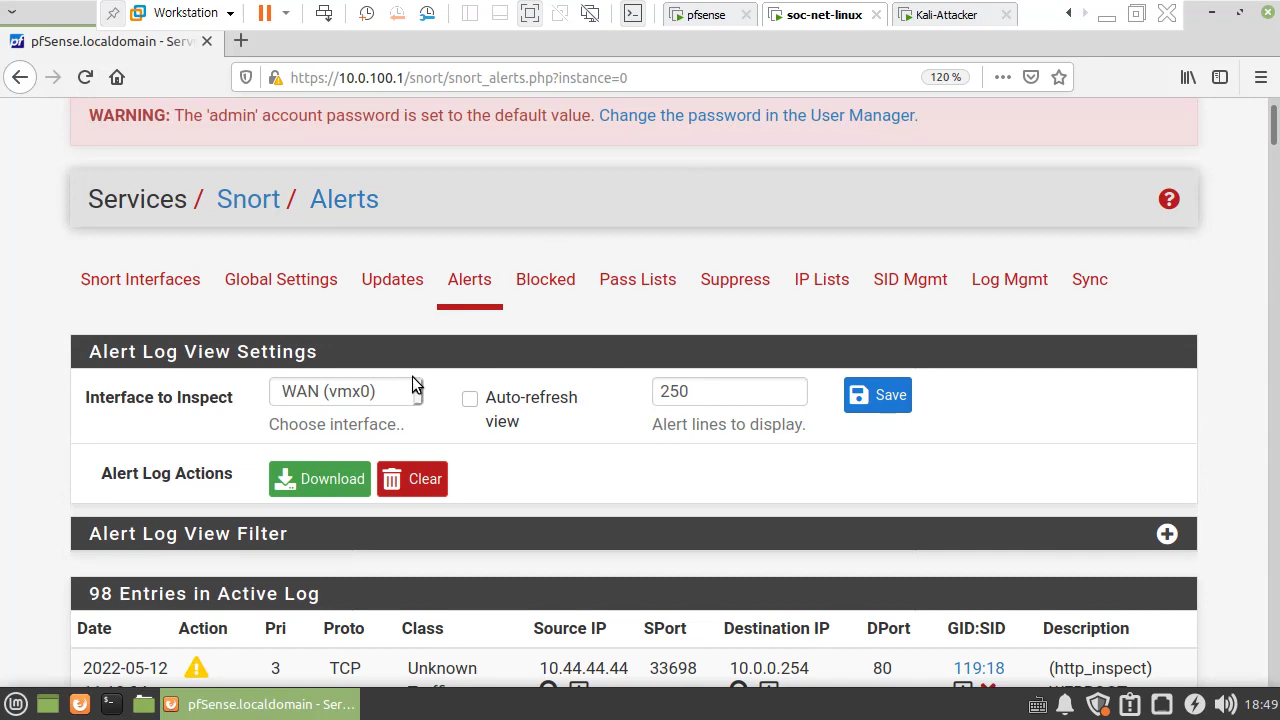 Workstation
pfsense
soc-net-linux
Kali-Attacker
pfSense.localdomain - Serv
https://10.0.100.1/snort/snort_alerts.php?instance=0
120 %
WARNING: The 'admin' account password is set to the default value. Change the password in the User Manager.
Services / Snort / Alerts
Snort Interfaces Global Settings Updates Alerts Blocked Pass Lists Suppress IP Lists SID Mgmt Log Mgmt Sync
Alert Log View Settings
Interface to Inspect
WAN (vmx0)
Choose interface..
Auto-refresh
view
250
Alert lines to display.
Save
Alert Log Actions
Download
Clear
Alert Log View Filter
98 Entries in Active Log
Date Action Pri Proto Class Source IP SPort Destination IP DPort GID:SID Description
2022-05-12 3 TCP Unknown 10.44.44.44 33698 10.0.0.254 80 119:18 (http_inspect)
pfSense.localdomain - Ser...
18:49